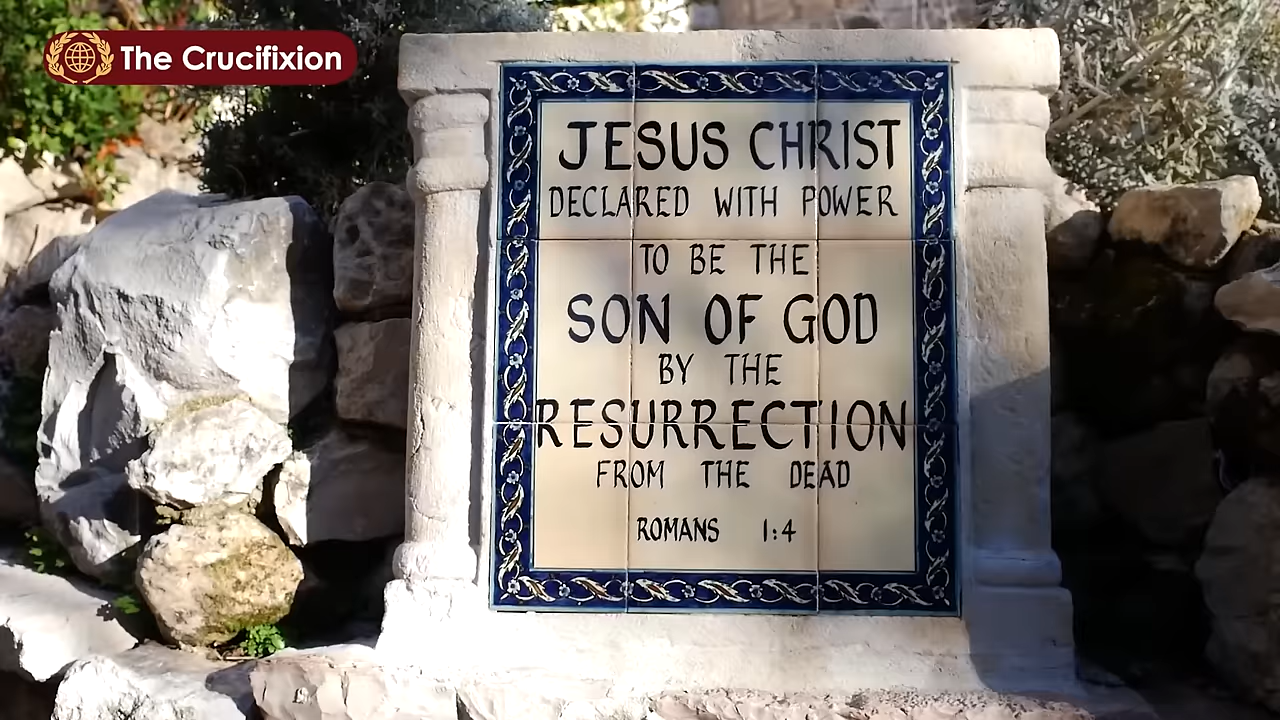 The Crucifixion
JESUS CHRIST
DECLARED WITH POWER
TO BE THE
SON OF GOD
BY THE
RESURRECTION
FROM THE DEAD
ROMANS 1:4